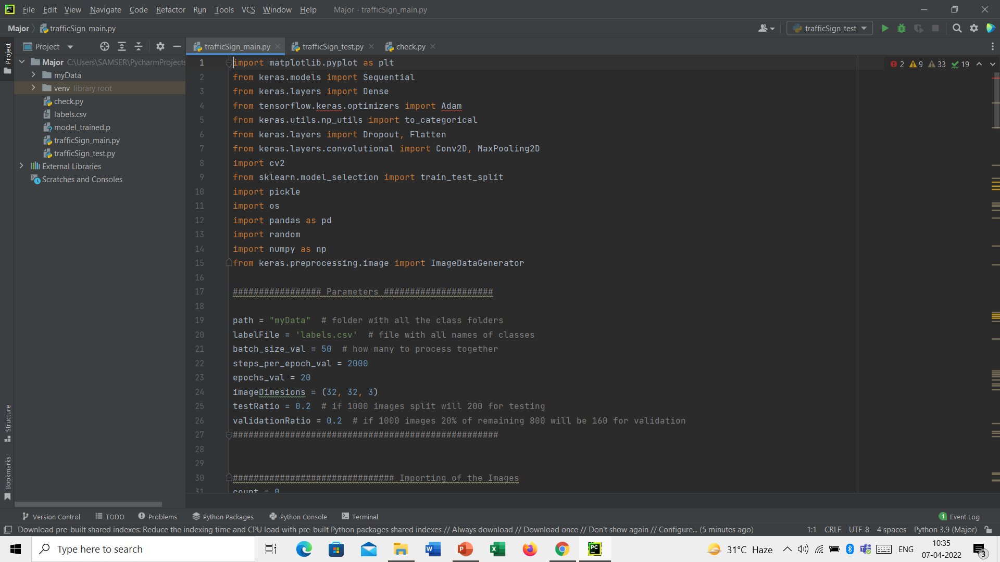 File Edit View Navigate Code Refactor Run Tools VCS Window Help Major - trafficSign_main.py
Major trafficSign_main.py trafficSign_test
Project trafficSign_main.py trafficSign_test.py check.py
Project
Major C:\Users\SAMSER\PycharmProjects
myData
venv library root
check.py
labels.csv
model_trained.p
trafficSign_main.py
trafficSign_test.py
External Libraries
Scratches and Consoles
2 9 33 19
1 import matplotlib.pyplot as plt
2 from keras.models import Sequential
3 from keras.layers import Dense
4 from tensorflow.keras.optimizers import Adam
5 from keras.utils.np_utils import to_categorical
6 from keras.layers import Dropout, Flatten
7 from keras.layers.convolutional import Conv2D, MaxPooling2D
8 import cv2
9 from sklearn.model_selection import train_test_split
10 import pickle
11 import os
12 import pandas as pd
13 import random
14 import numpy as np
15 from keras.preprocessing.image import ImageDataGenerator
16
17 ################# Parameters #####################
18
19 path = "myData" # folder with all the class folders
20 labelFile = 'labels.csv' # file with all names of classes
21 batch_size_val = 50 # how many to process together
22 steps_per_epoch_val = 2000
23 epochs_val = 20
24 imageDimesions = (32, 32, 3)
25 testRatio = 0.2 # if 1000 images split will 200 for testing
26 validationRatio = 0.2 # if 1000 images 20% of remaining 800 will be 160 for validation
27 ###################################################
28
29
30 ############################### Importing of the Images
31 count = 0
Structure
Bookmarks
Version Control TODO Problems Python Packages Python Console Terminal 1 Event Log
Download pre-built shared indexes: Reduce the indexing time and CPU load with pre-built Python packages shared indexes // Always download // Download once // Don't show again // Configure... (5 minutes ago) 1:1 CRLF UTF-8 4 spaces Python 3.9 (Major)
Type here to search 31°C Haze ENG 10:35
07-04-2022 3